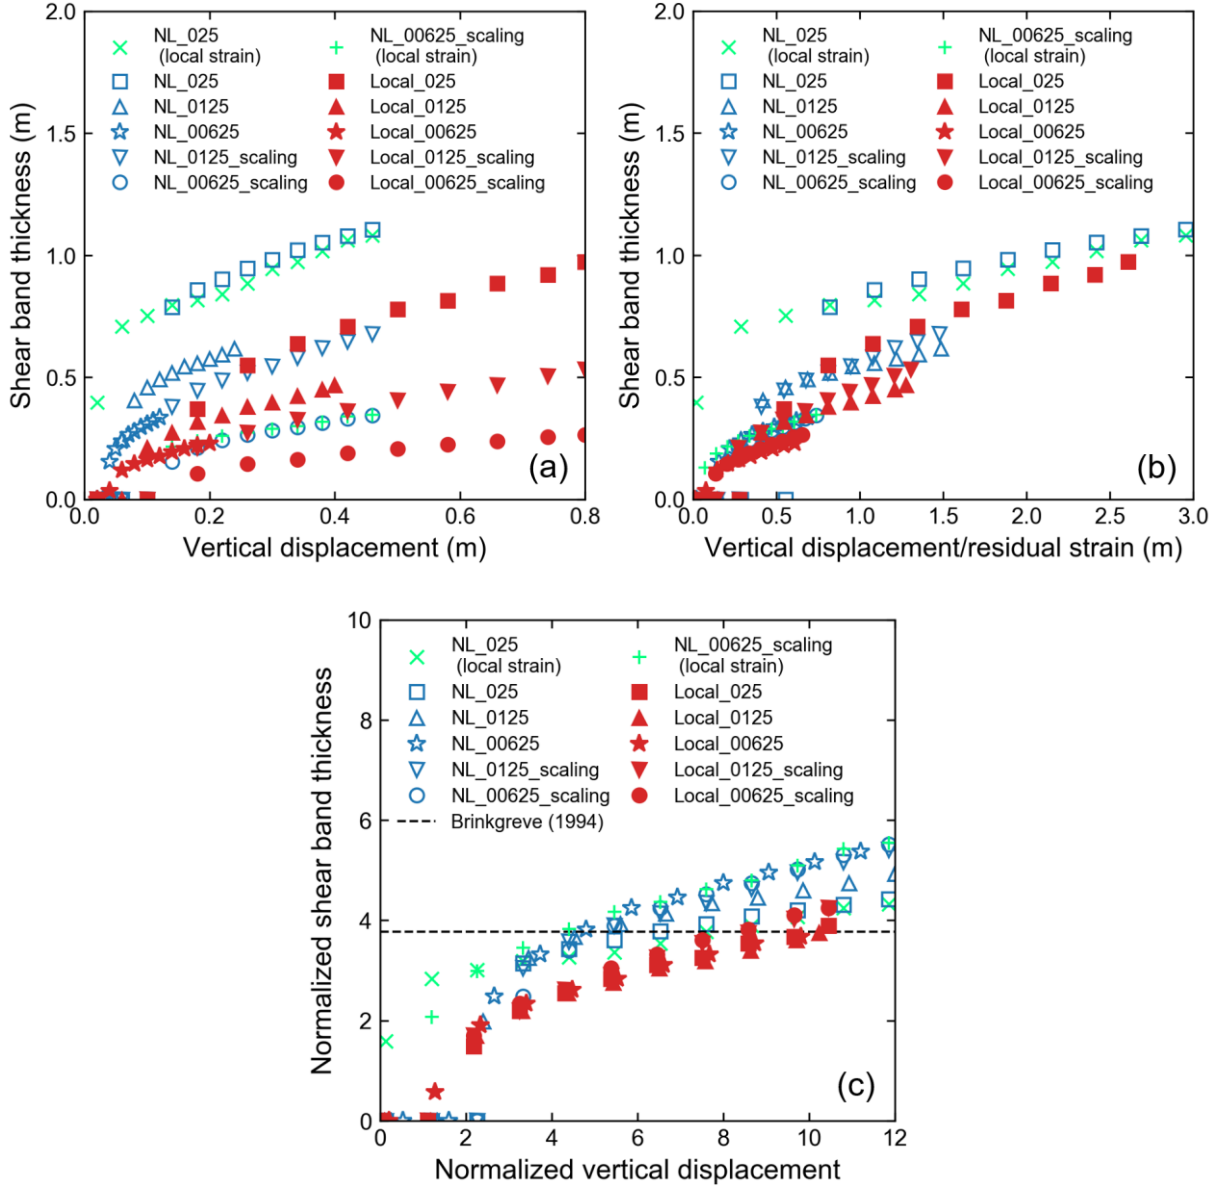 2.0
1.5
1.0
0.5
0.0
Shear band thickness (m)
NL_025
(local strain)
NL_025
NL_0125
NL_00625
NL_0125_scaling
NL_00625_scaling
NL_00625_scaling
(local strain)
Local_025
Local_0125
Local_00625
Local_0125_scaling
Local_00625_scaling
(a)
0.0 0.2 0.4 0.6 0.8
Vertical displacement (m)
2.0
1.5
1.0
0.5
0.0
Shear band thickness (m)
NL_025
(local strain)
NL_025
NL_0125
NL_00625
NL_0125_scaling
NL_00625_scaling
NL_00625_scaling
(local strain)
Local_025
Local_0125
Local_00625
Local_0125_scaling
Local_00625_scaling
(b)
0.0 0.5 1.0 1.5 2.0 2.5 3.0
Vertical displacement/residual strain (m)
10
8
6
4
2
0
Normalized shear band thickness
NL_025
(local strain)
NL_025
NL_0125
NL_00625
NL_0125_scaling
NL_00625_scaling
Brinkgreve (1994)
NL_00625_scaling
(local strain)
Local_025
Local_0125
Local_00625
Local_0125_scaling
Local_00625_scaling
(c)
0 2 4 6 8 10 12
Normalized vertical displacement